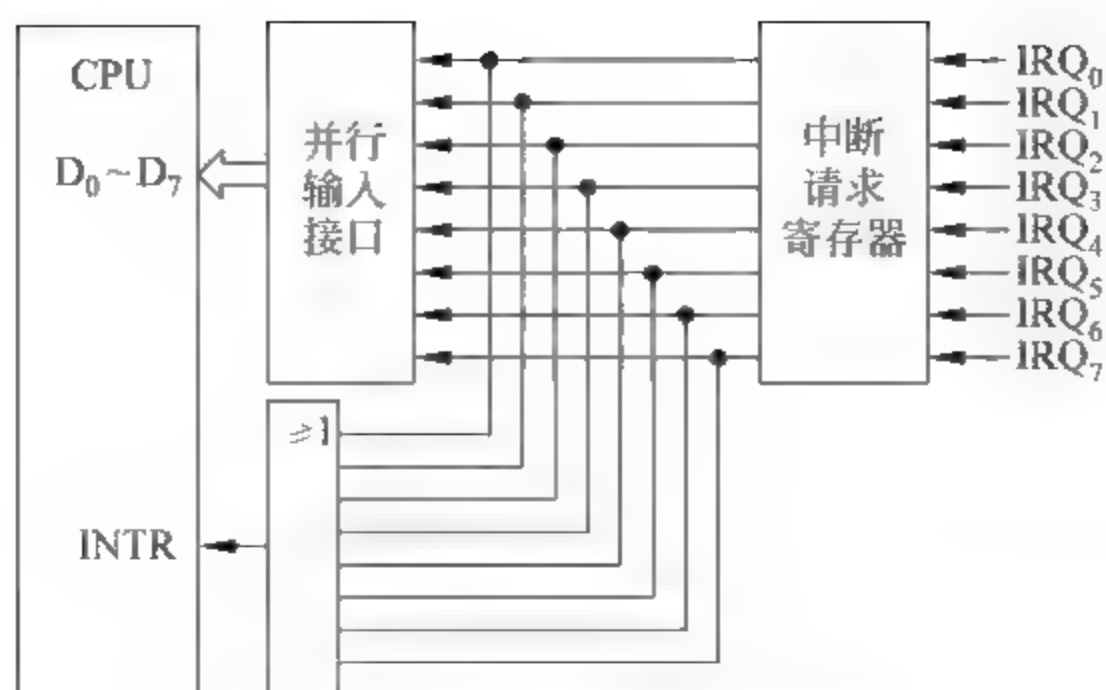 CPU
D₀~D₇
INTR
并行
输入
接口
≥1
中断
请求
寄存器
IRQ₀
IRQ₁
IRQ₂
IRQ₃
IRQ₄
IRQ₅
IRQ₆
IRQ₇